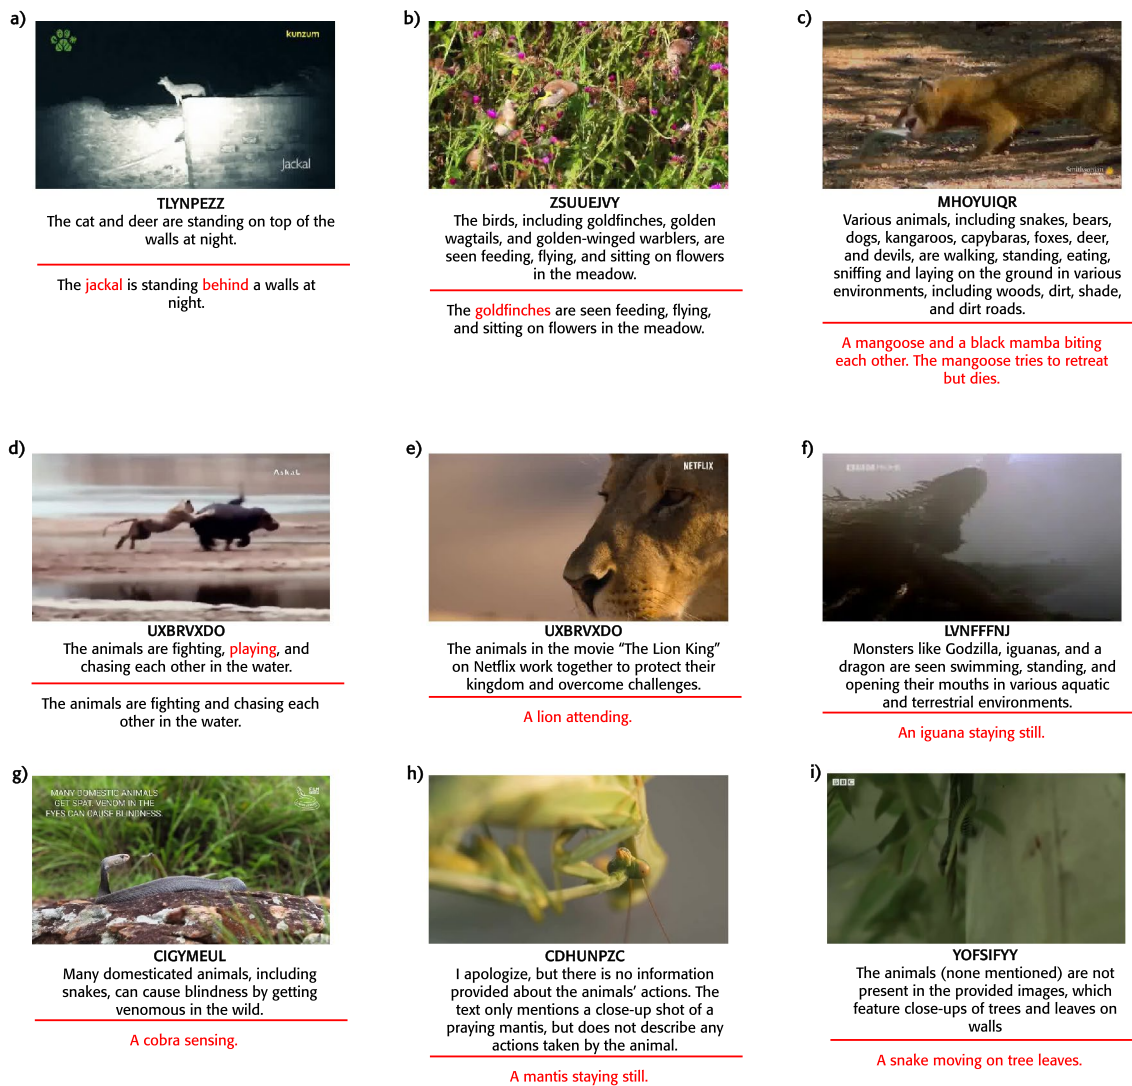 a)
kunzum
Jackal
TLYNPEZZ
The cat and deer are standing on top of the
walls at night.
The jackal is standing behind a walls at
night.
b)
ZSUUEJVY
The birds, including goldfinches, golden
wagtails, and golden-winged warblers, are
seen feeding, flying, and sitting on flowers
in the meadow.
The goldfinches are seen feeding, flying,
and sitting on flowers in the meadow.
c)
Smithsonian
MHOYUIQR
Various animals, including snakes, bears,
dogs, kangaroos, capybaras, foxes, deer,
and devils, are walking, standing, eating,
sniffing and laying on the ground in various
environments, including woods, dirt, shade,
and dirt roads.
A mangoose and a black mamba biting
each other. The mangoose tries to retreat
but dies.
d)
UXBRVXDO
The animals are fighting, playing, and
chasing each other in the water.
The animals are fighting and chasing each
other in the water.
e)
NETFLIX
UXBRVXDO
The animals in the movie “The Lion King”
on Netflix work together to protect their
kingdom and overcome challenges.
A lion attending.
f)
LVNFFFNJ
Monsters like Godzilla, iguanas, and a
dragon are seen swimming, standing, and
opening their mouths in various aquatic
and terrestrial environments.
An iguana staying still.
g)
MANY DOMESTIC ANIMALS
GET SPAT. VENOM IN THE
EYES CAN CAUSE BLINDNESS
CIGYMEUL
Many domesticated animals, including
snakes, can cause blindness by getting
venomous in the wild.
A cobra sensing.
h)
CDHUNPZC
I apologize, but there is no information
provided about the animals’ actions. The
text only mentions a close-up shot of a
praying mantis, but does not describe any
actions taken by the animal.
A mantis staying still.
i)
BBC
YOFSIFYY
The animals (none mentioned) are not
present in the provided images, which
feature close-ups of trees and leaves on
walls
A snake moving on tree leaves.